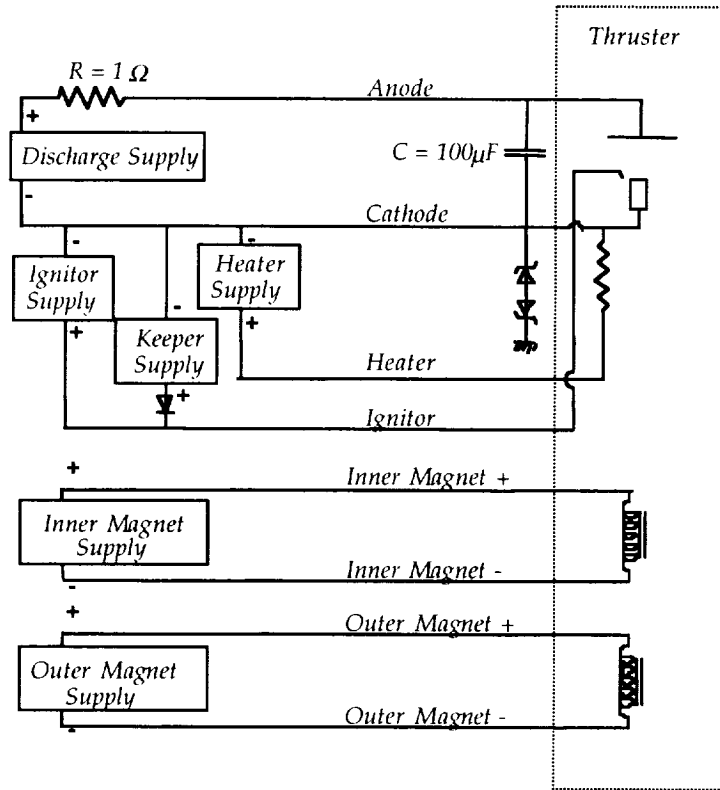 Thruster
R = 1 Ω
Anode
+
Discharge Supply
-
C = 100μF
Cathode
-
-
-
Ignitor
Supply
Heater
Supply
+
+
Keeper
Supply
+
Heater
Ignitor
+
Inner Magnet +
Inner Magnet
Supply
Inner Magnet -
-
+
Outer Magnet +
Outer Magnet
Supply
Outer Magnet -
-